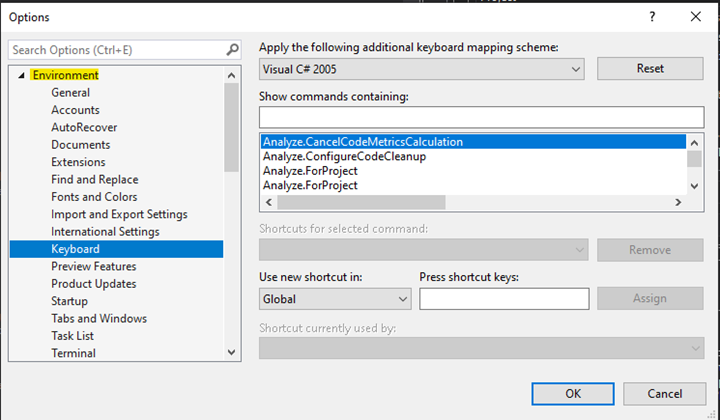 Options
Search Options (Ctrl+E)
Environment
General
Accounts
AutoRecover
Documents
Extensions
Find and Replace
Fonts and Colors
Import and Export Settings
International Settings
Keyboard
Preview Features
Product Updates
Startup
Tabs and Windows
Task List
Terminal
Apply the following additional keyboard mapping scheme:
Visual C# 2005
Reset
Show commands containing:
Analyze.CancelCodeMetricsCalculation
Analyze.ConfigureCodeCleanup
Analyze.ForProject
Analyze.ForProject
Shortcuts for selected command:
Remove
Use new shortcut in:
Press shortcut keys:
Global
Assign
Shortcut currently used by:
OK
Cancel